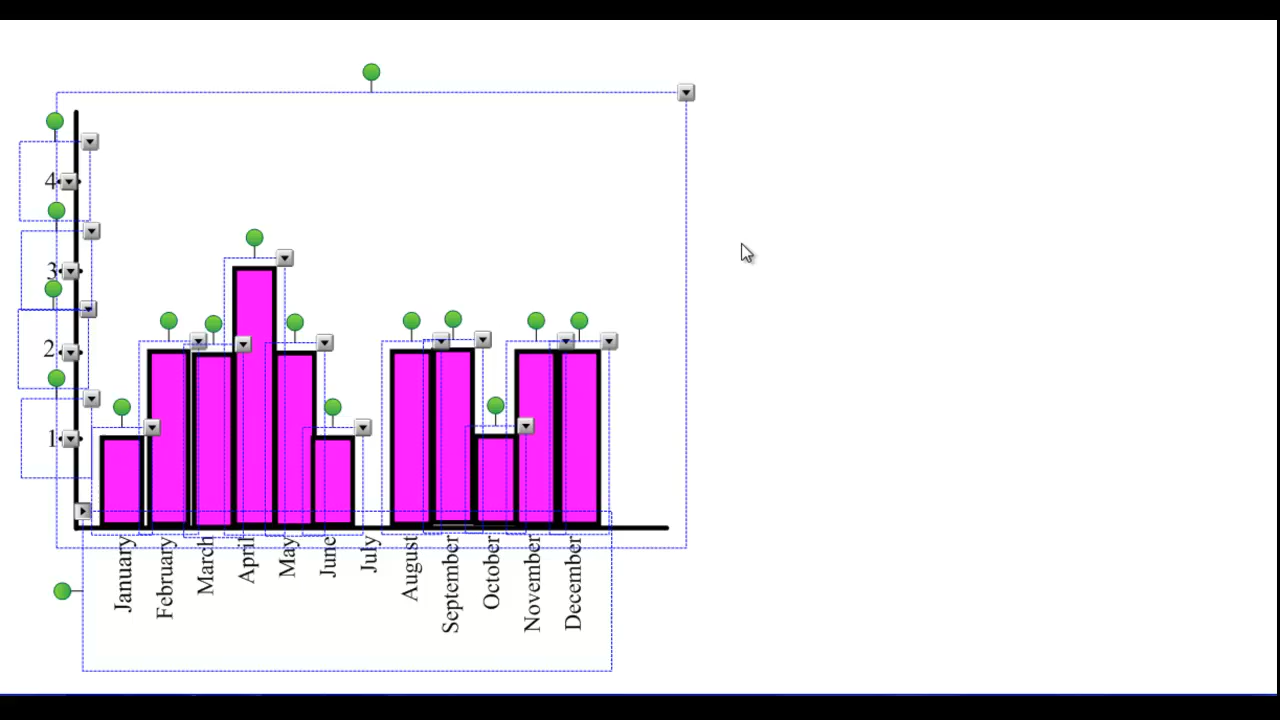 4
3
2
1
January
February
March
April
May
June
July
August
September
October
November
December